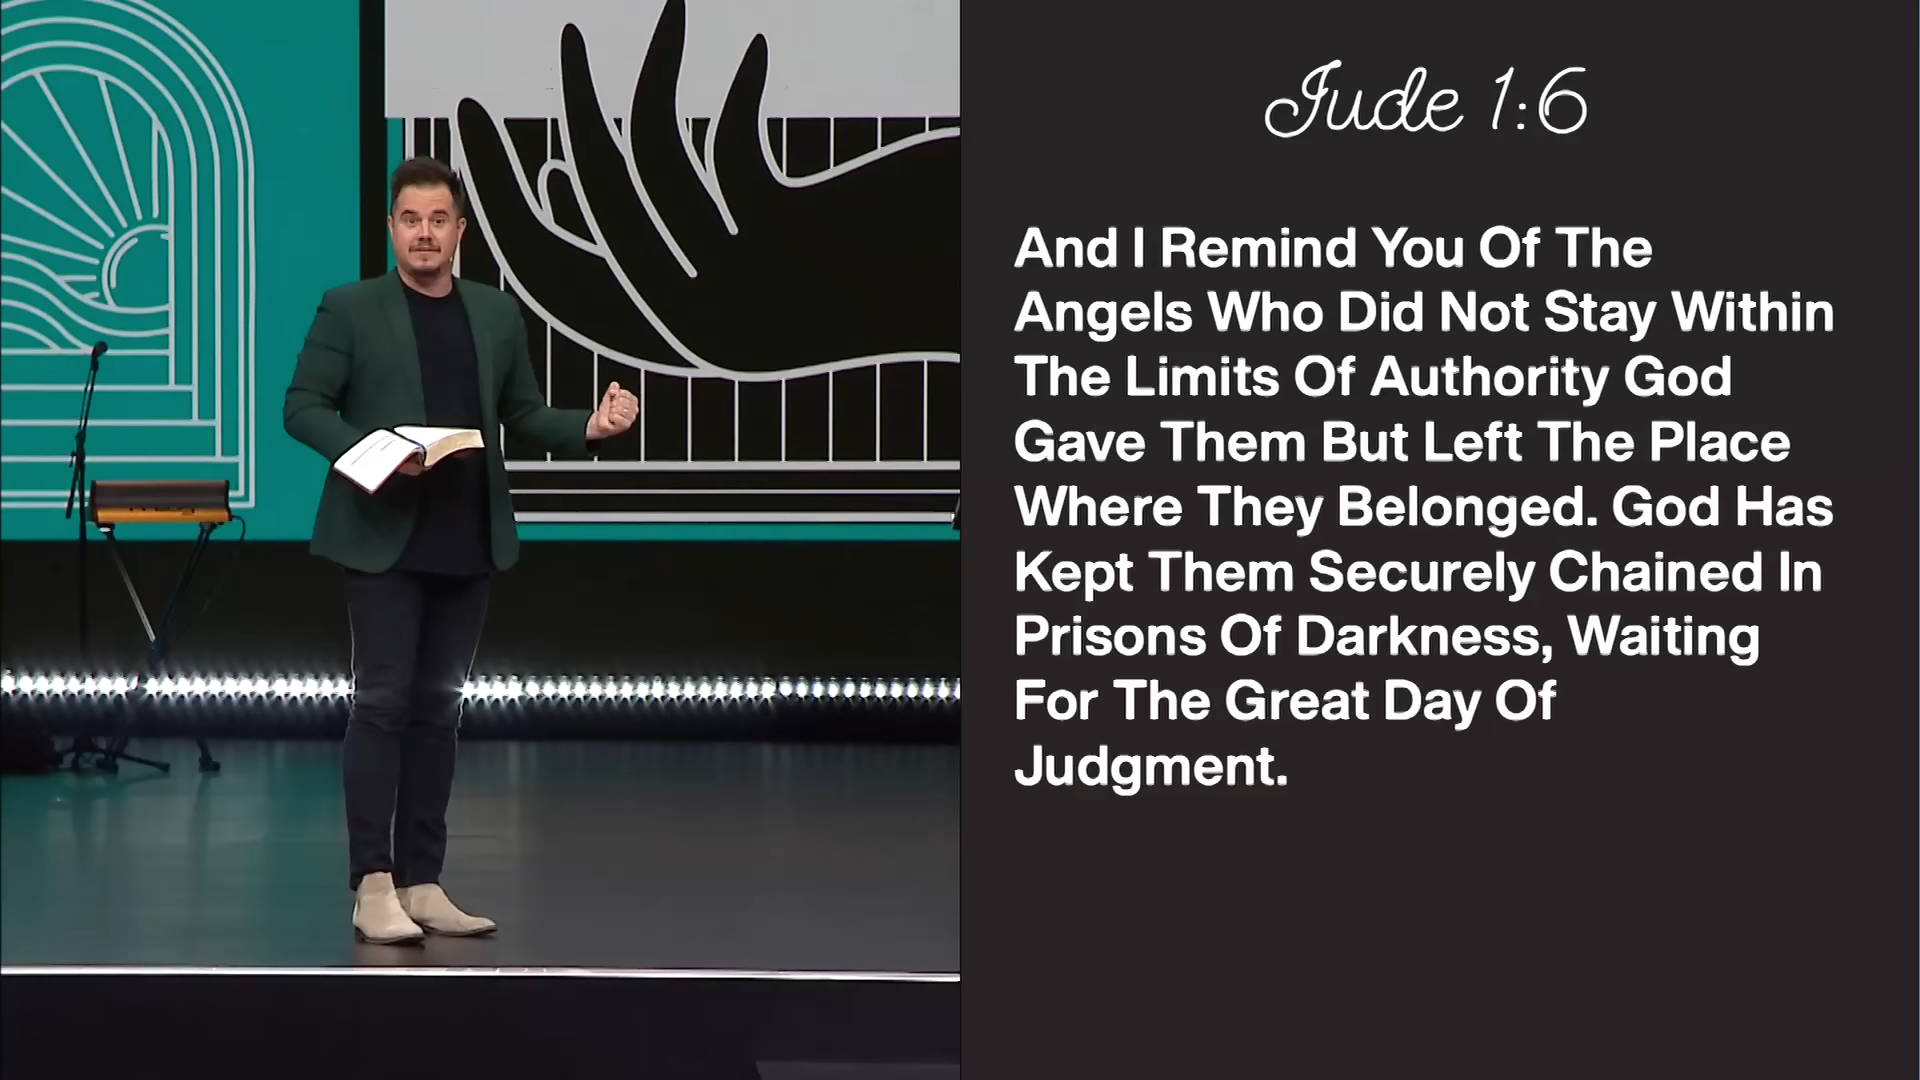 Jude 1:6
And I Remind You Of The
Angels Who Did Not Stay Within
The Limits Of Authority God
Gave Them But Left The Place
Where They Belonged. God Has
Kept Them Securely Chained In
Prisons Of Darkness, Waiting
For The Great Day Of
Judgment.